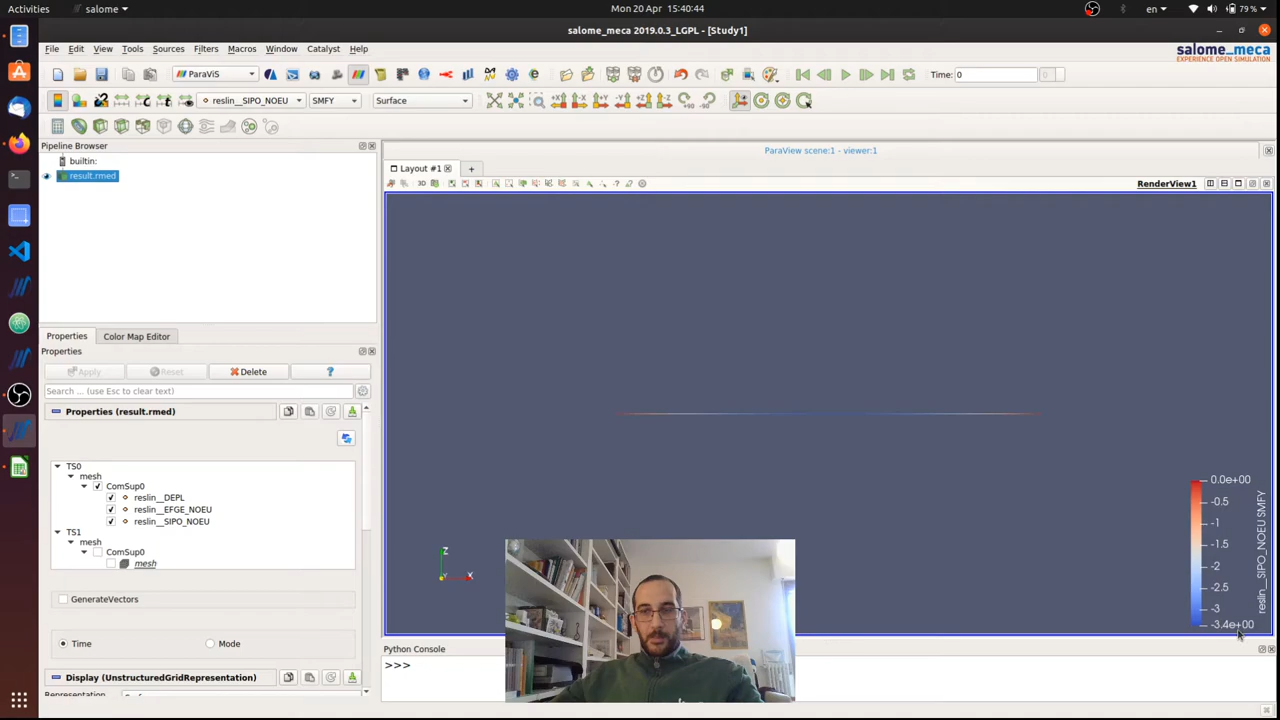 Activities
salome
Mon 20 Apr 15:40:44
en
79 %
salome_meca 2019.0.3_LGPL - [Study1]
File Edit View Tools Sources Filters Macros Window Catalyst Help
salome_meca
EXPERIENCE OPEN SIMULATION
ParaViS
Time: 0
0
reslin__SIPO_NOEU
SMFY
Surface
+X -X +Y -Y +Z -Z +90 -90
Pipeline Browser
builtin:
result.rmed
ParaView scene:1 - viewer:1
Layout #1
+
3D
RenderView1
Properties Color Map Editor
Properties
Apply Reset Delete ?
Search ... (use Esc to clear text)
Properties (result.rmed)
TS0
mesh
ComSup0
reslin__DEPL
reslin__EFGE_NOEU
reslin__SIPO_NOEU
TS1
mesh
ComSup0
mesh
GenerateVectors
Time Mode
Display (UnstructuredGridRepresentation)
Z
Y
X
0.0e+00
-0.5
-1
-1.5
-2
-2.5
-3
-3.4e+00
reslin__SIPO_NOEU SMFY
Python Console
>>>